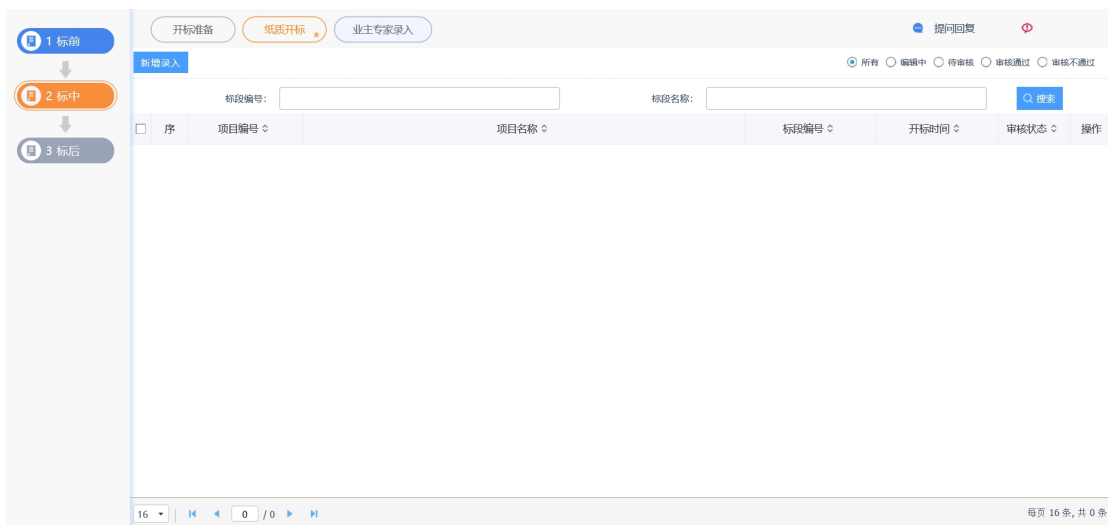 1 标前
2 标中
3 标后
开标准备 纸质开标 * 业主专家录入 提问回复
新增录入 所有 编辑中 待审核 审核通过 审核不通过
标段编号： 标段名称： 搜索
序 项目编号 项目名称 标段编号 开标时间 审核状态 操作
16 0 / 0 每页 16 条, 共 0 条